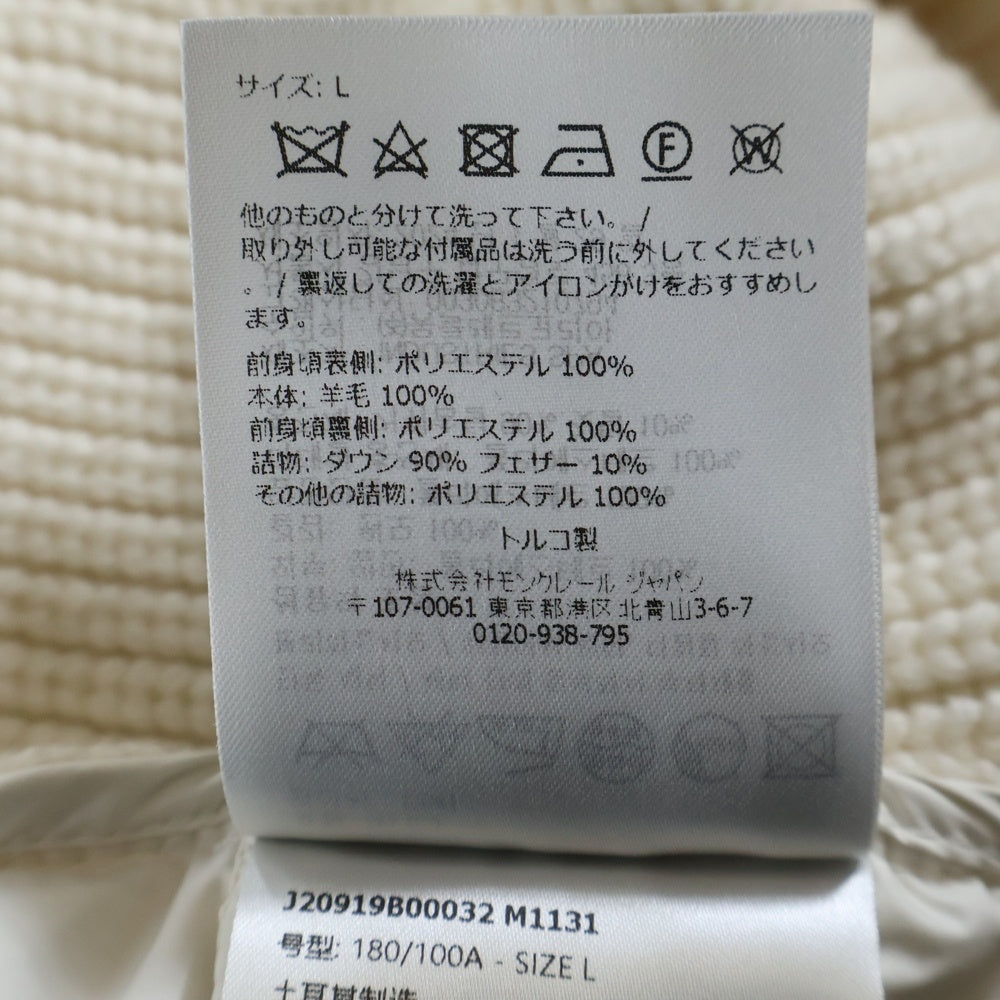 サイズ: L
F W
他のものと分けて洗って下さい。 /
取り外し可能な付属品は洗う前に外してください
。 / 裏返しての洗濯とアイロンがけをおすすめし
ます。
前身頃表側: ポリエステル 100%
本体: 羊毛 100%
前身頃裏側: ポリエステル 100%
詰物: ダウン 90% フェザー 10%
その他の詰物: ポリエステル 100%
トルコ製
株式会社モンクレール ジャパン
〒107-0061 東京都港区北青山3-6-7
0120-938-795
J20919B00032 M1131
号型: 180/100A - SIZE L
土耳其制造